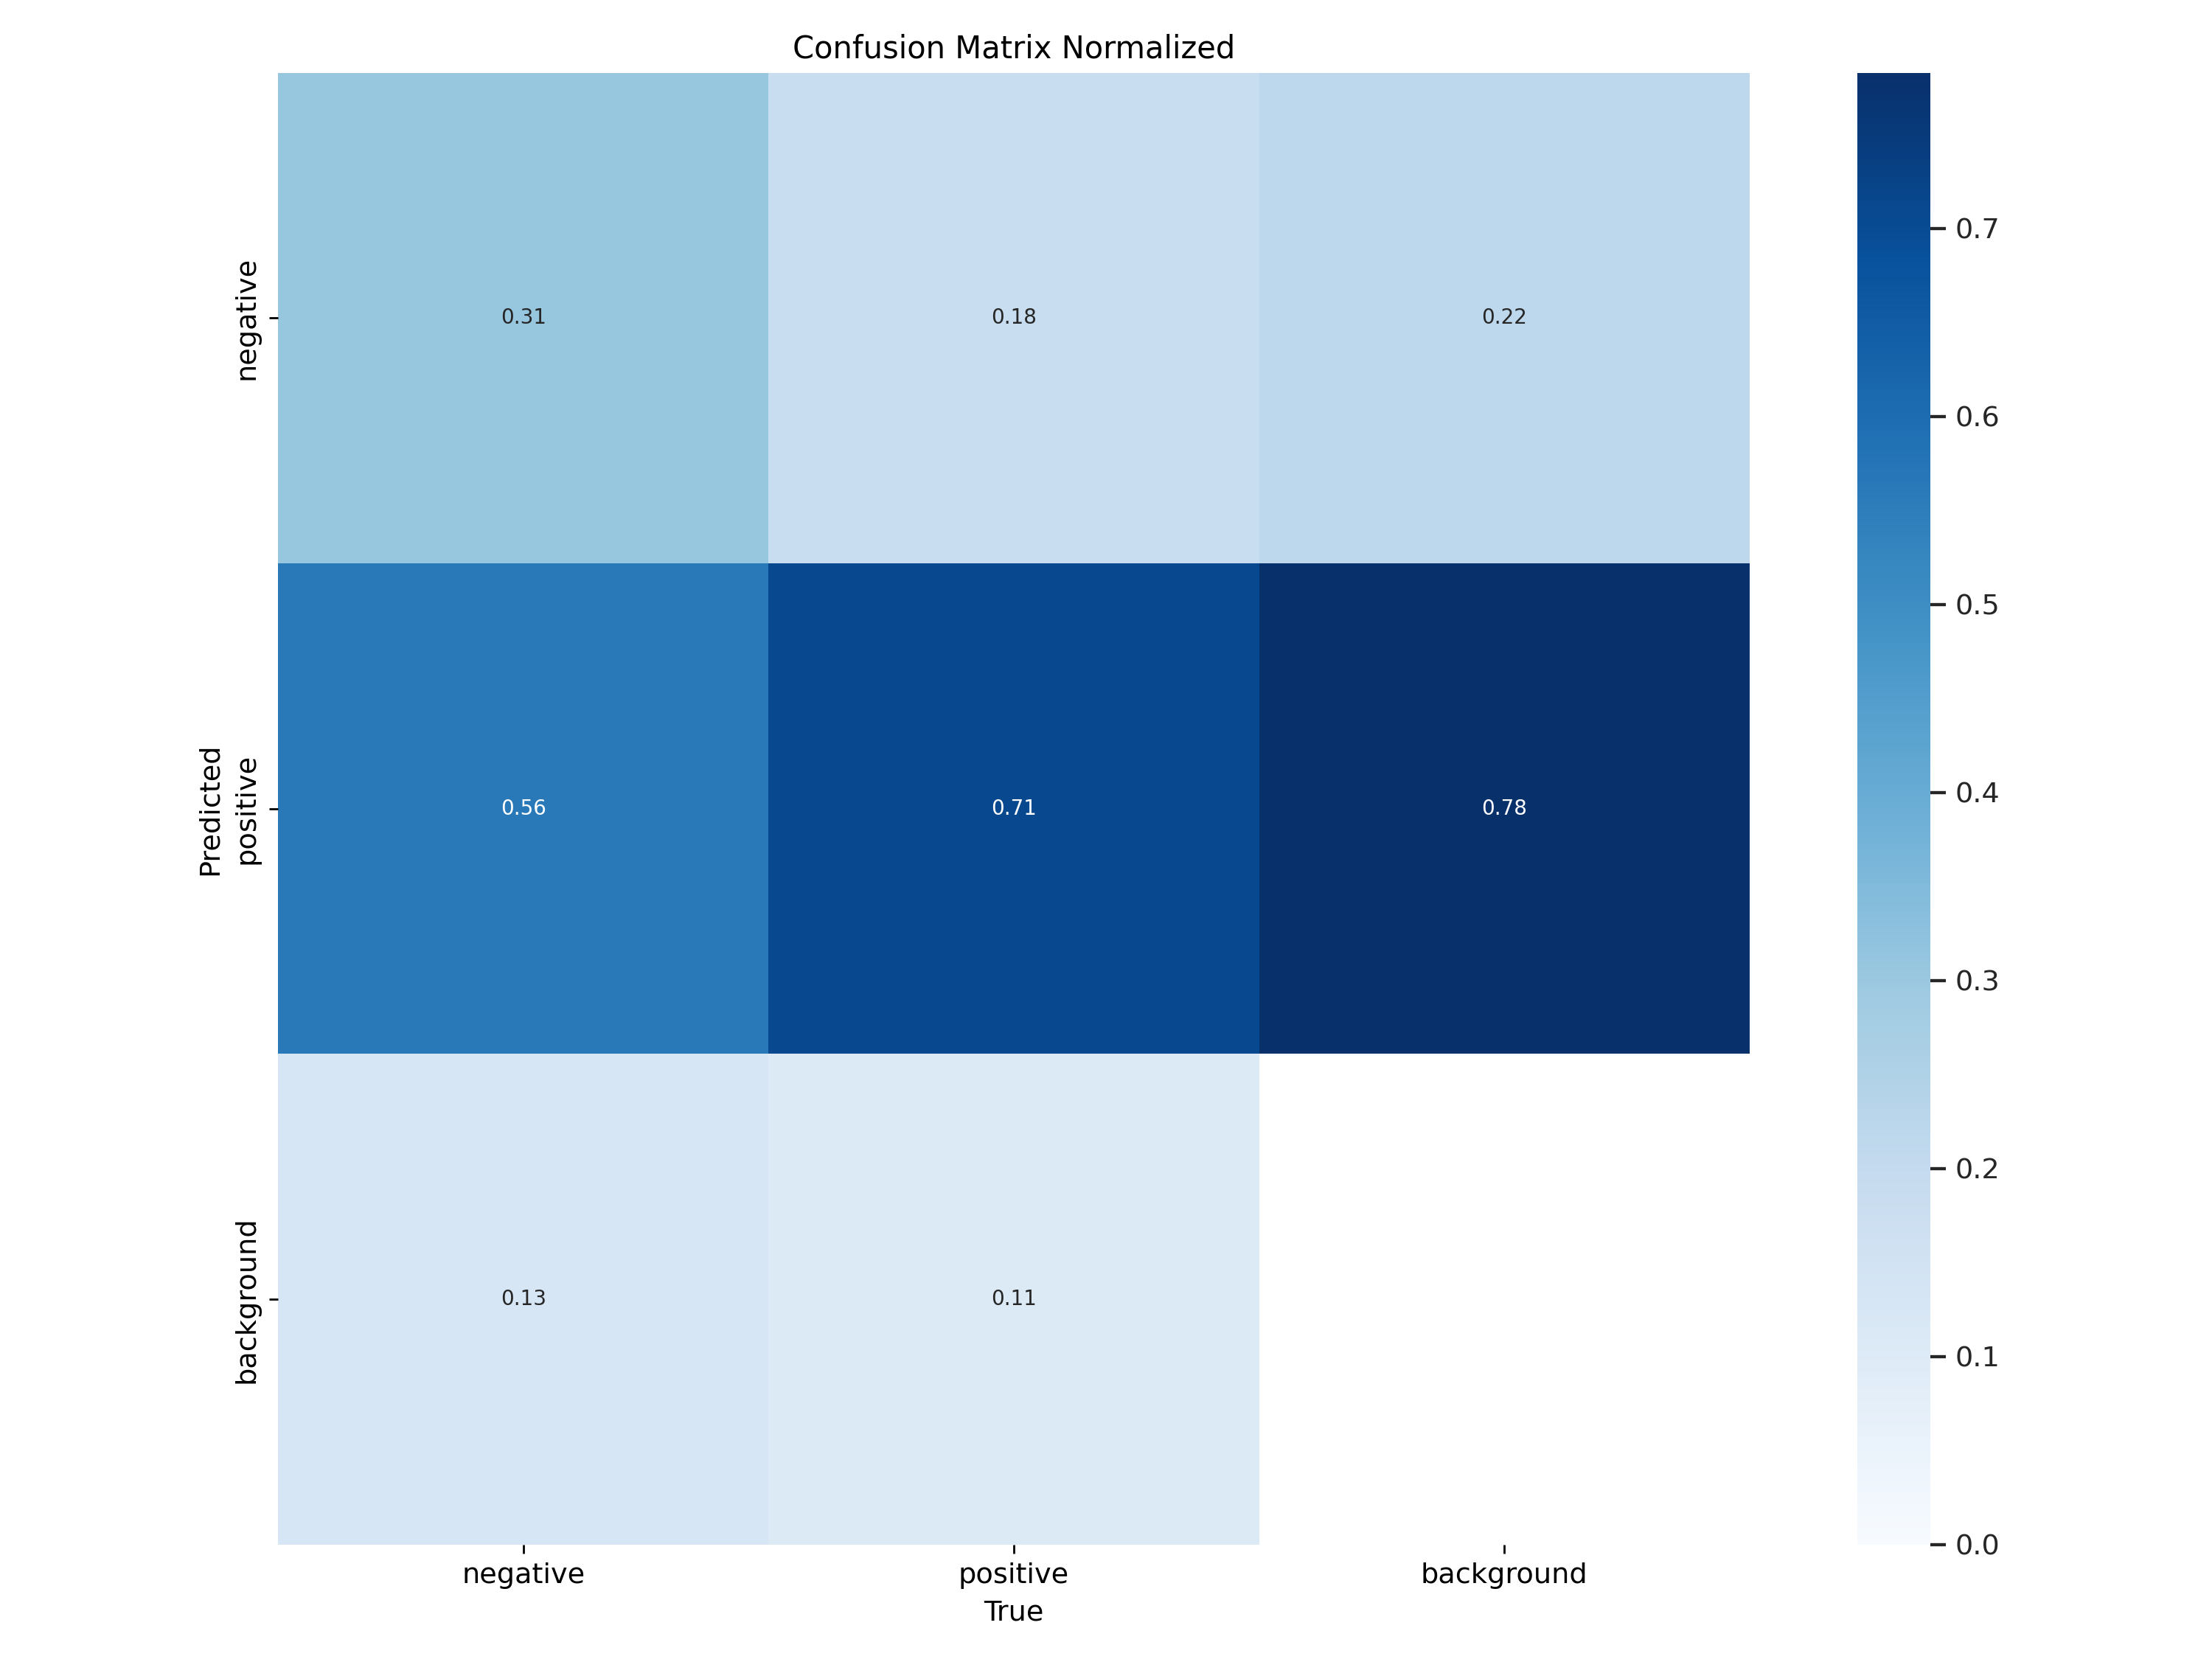 Confusion Matrix Normalized
negative
0.31
0.18
0.22
Predicted
positive
0.56
0.71
0.78
background
0.13
0.11
negative
positive
background
True
0.7
0.6
0.5
0.4
0.3
0.2
0.1
0.0